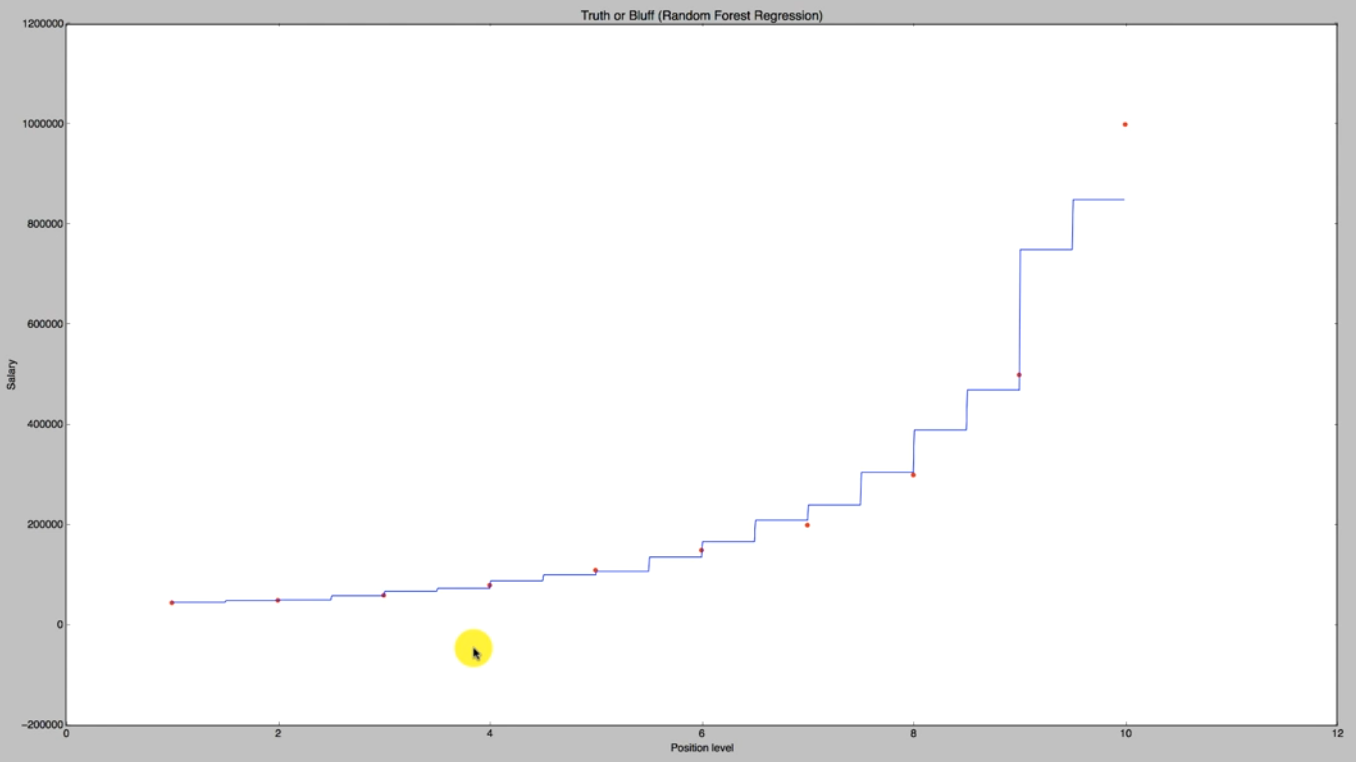 Truth or Bluff (Random Forest Regression)
1200000
1000000
800000
600000
400000
200000
0
−200000
Salary
0 2 4 6 8 10 12
Position level